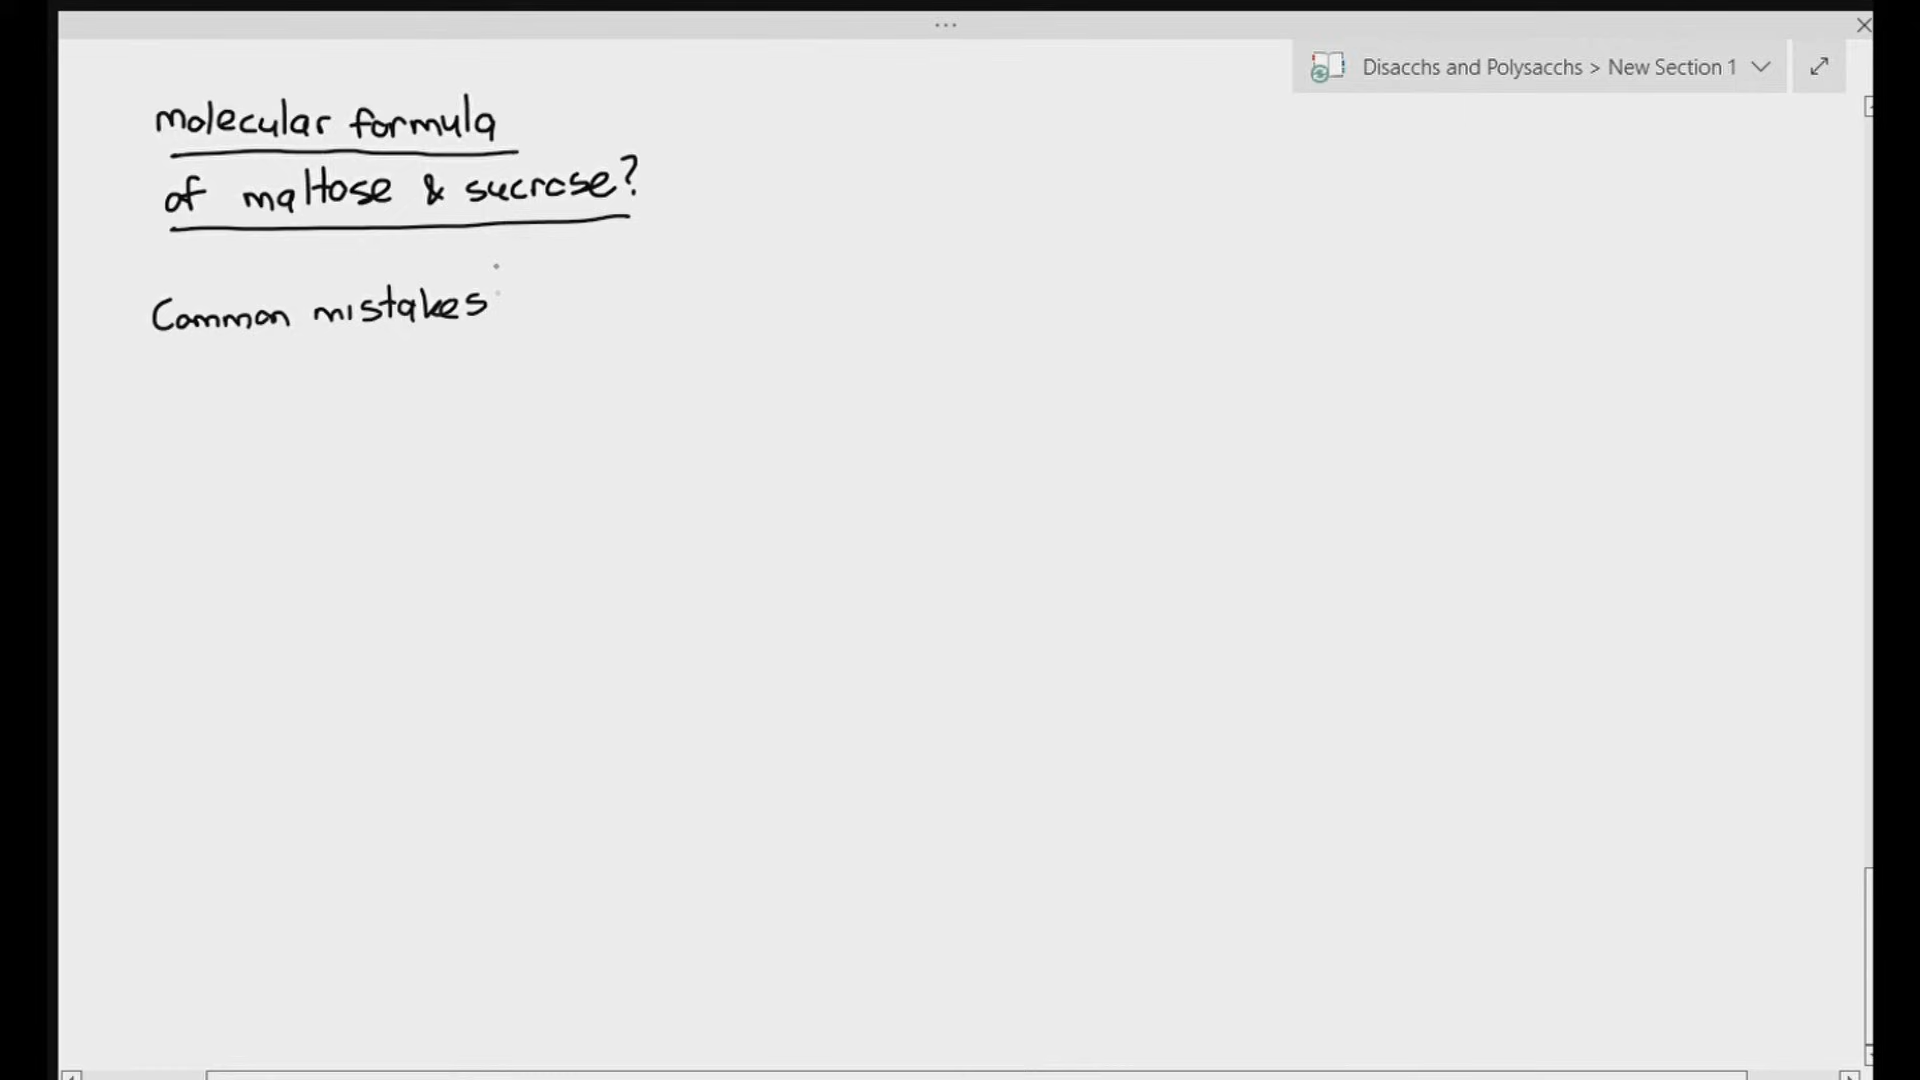 Disacchs and Polysacchs > New Section 1
molecular formula
of maltose & sucrose?
Common mistakes